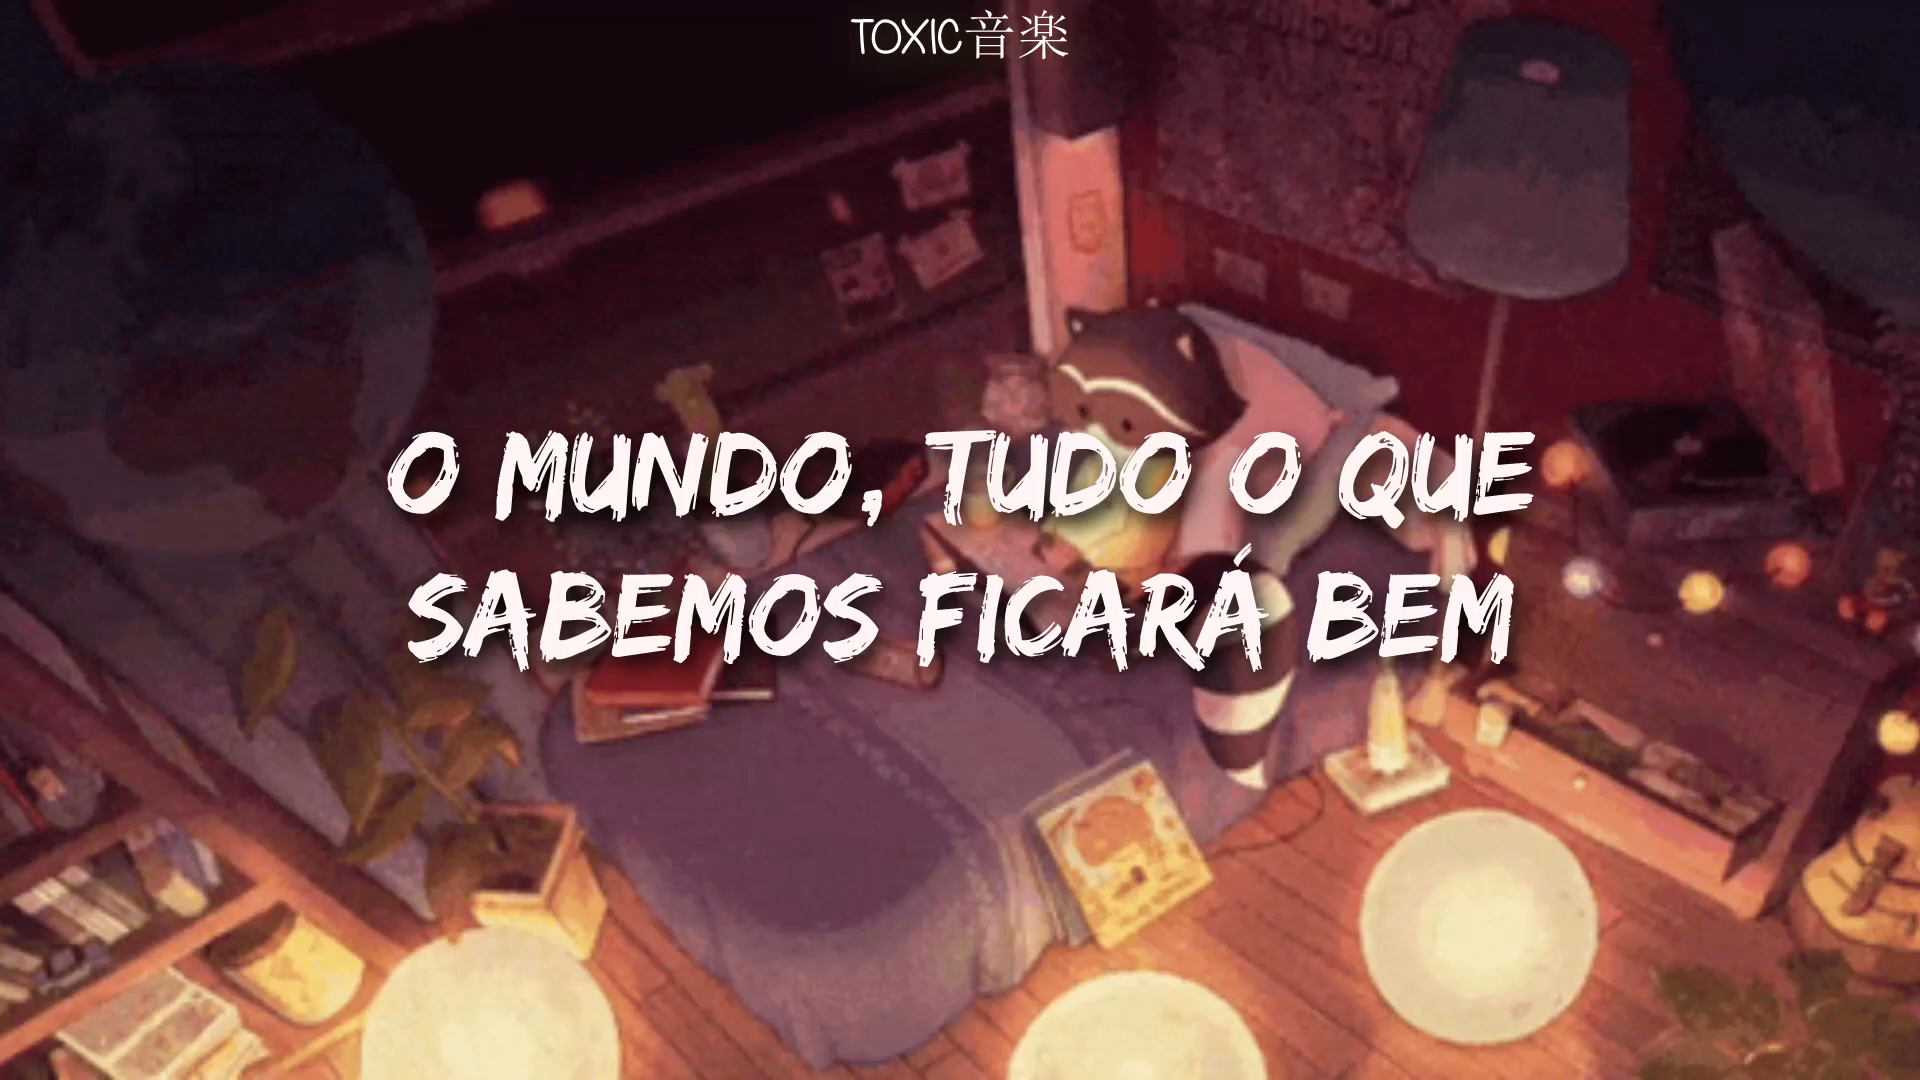 TOXIC音楽
O MUNDO, TUDO O QUE
SABEMOS FICARÁ BEM